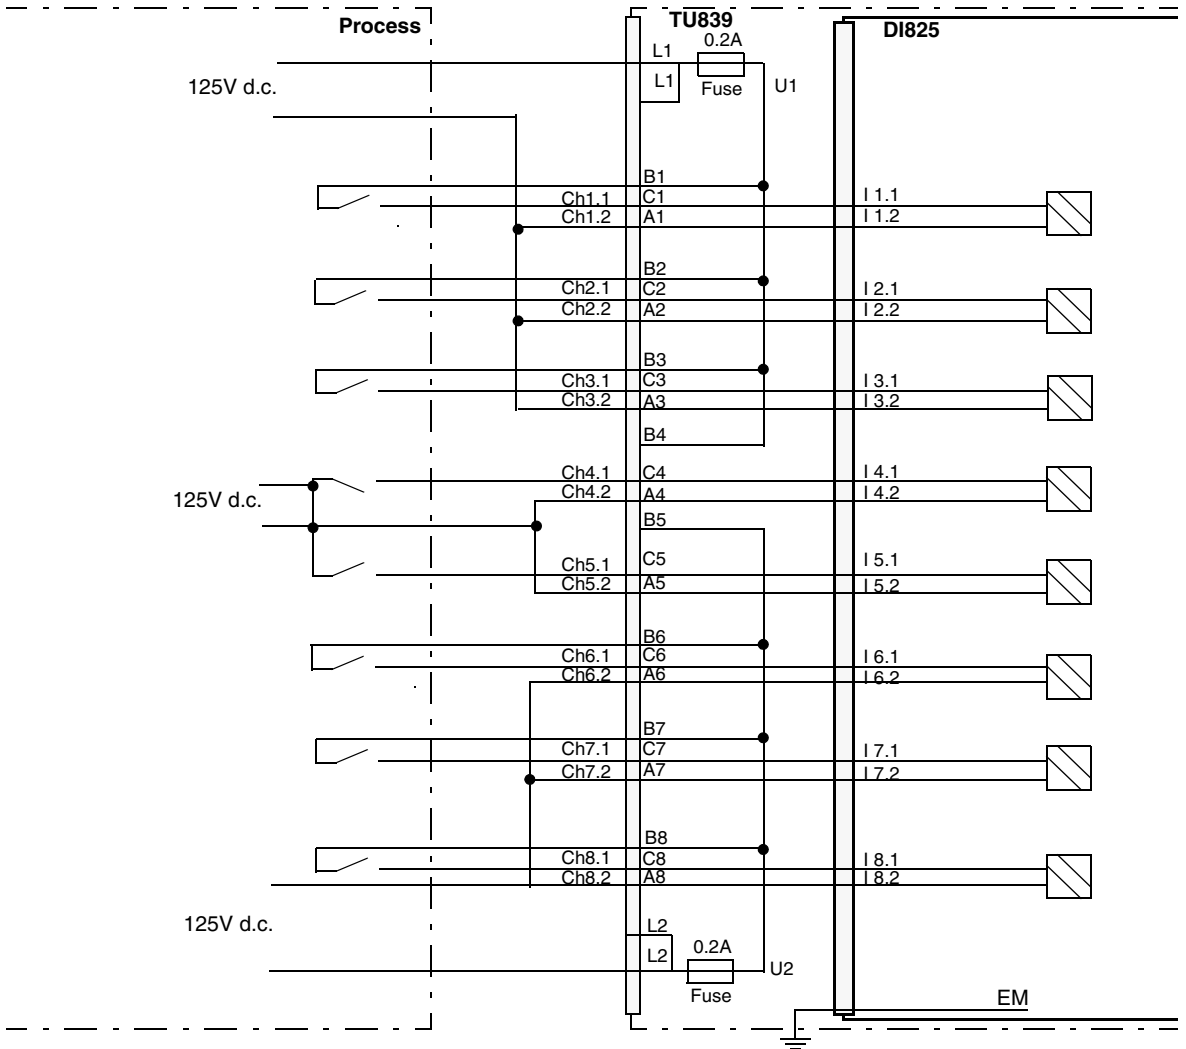 Process
TU839
DI825
0.2A
L1
L1
Fuse
U1
125V d.c.
B1
Ch1.1
C1
I 1.1
Ch1.2
A1
I 1.2
B2
Ch2.1
C2
I 2.1
Ch2.2
A2
I 2.2
B3
Ch3.1
C3
I 3.1
Ch3.2
A3
I 3.2
B4
Ch4.1
C4
I 4.1
125V d.c.
Ch4.2
A4
I 4.2
B5
Ch5.1
C5
I 5.1
Ch5.2
A5
I 5.2
B6
Ch6.1
C6
I 6.1
Ch6.2
A6
I 6.2
B7
Ch7.1
C7
I 7.1
Ch7.2
A7
I 7.2
B8
Ch8.1
C8
I 8.1
Ch8.2
A8
I 8.2
125V d.c.
L2
0.2A
L2
U2
Fuse
EM